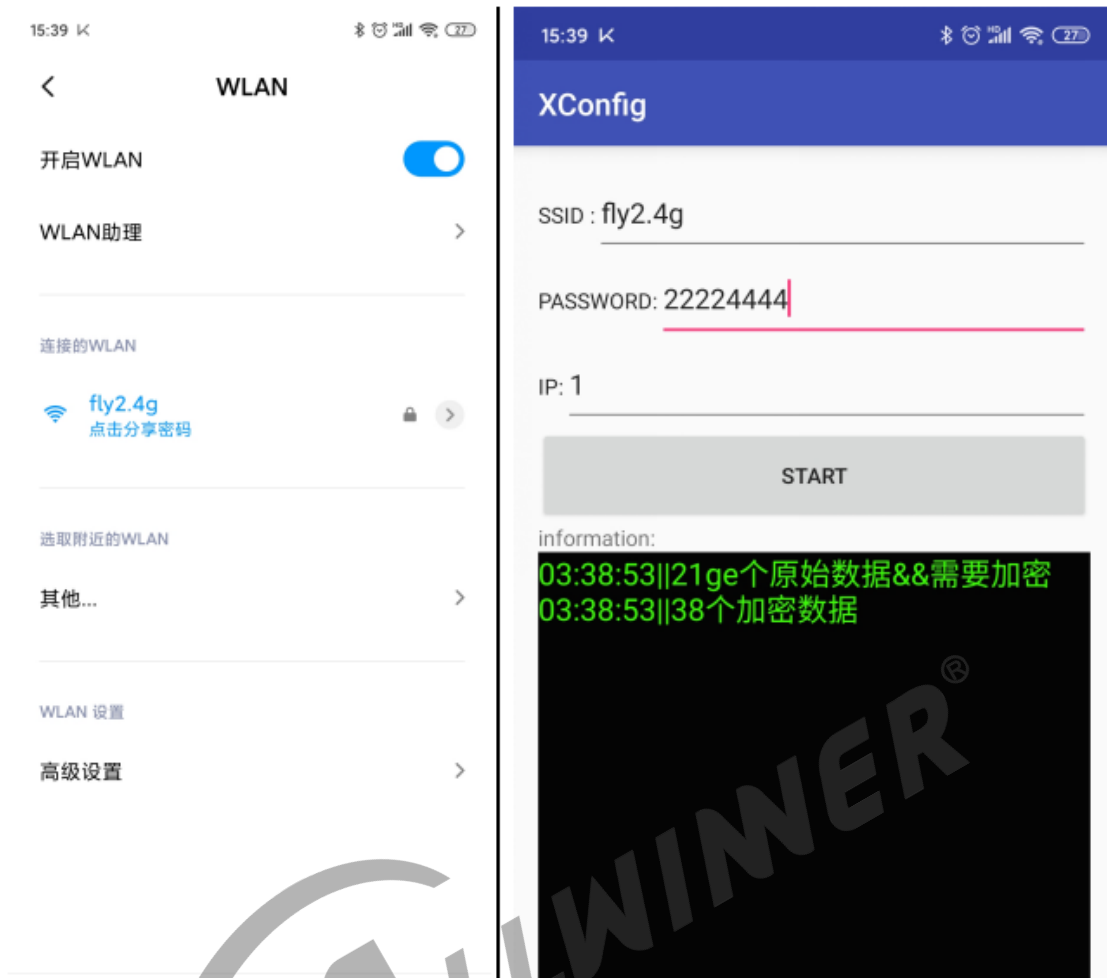 15:39
27
WLAN
开启WLAN
WLAN助理
连接的WLAN
fly2.4g
点击分享密码
选取附近的WLAN
其他...
WLAN 设置
高级设置
15:39
HD
27
XConfig
SSID : fly2.4g
PASSWORD: 22224444
IP: 1
START
information:
03:38:53||21ge个原始数据&&需要加密
03:38:53||38个加密数据
ALLWINNER®